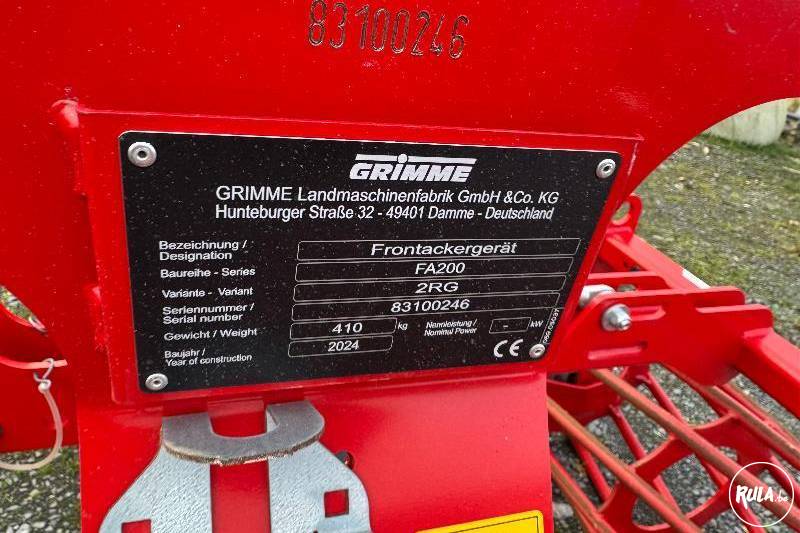 83100246
GRIMME
GRIMME Landmaschinenfabrik GmbH &Co. KG
Hunteburger Straße 32 - 49401 Damme - Deutschland
Bezeichnung / Designation Frontackergerät
Baureihe - Series FA200
Variante - Variant 2RG
Seriennummer / Serial number 83100246
Gewicht / Weight 410 kg Nennleistung / Nominal Power - kW
Baujahr / Year of construction 2024 CE
RULA.be